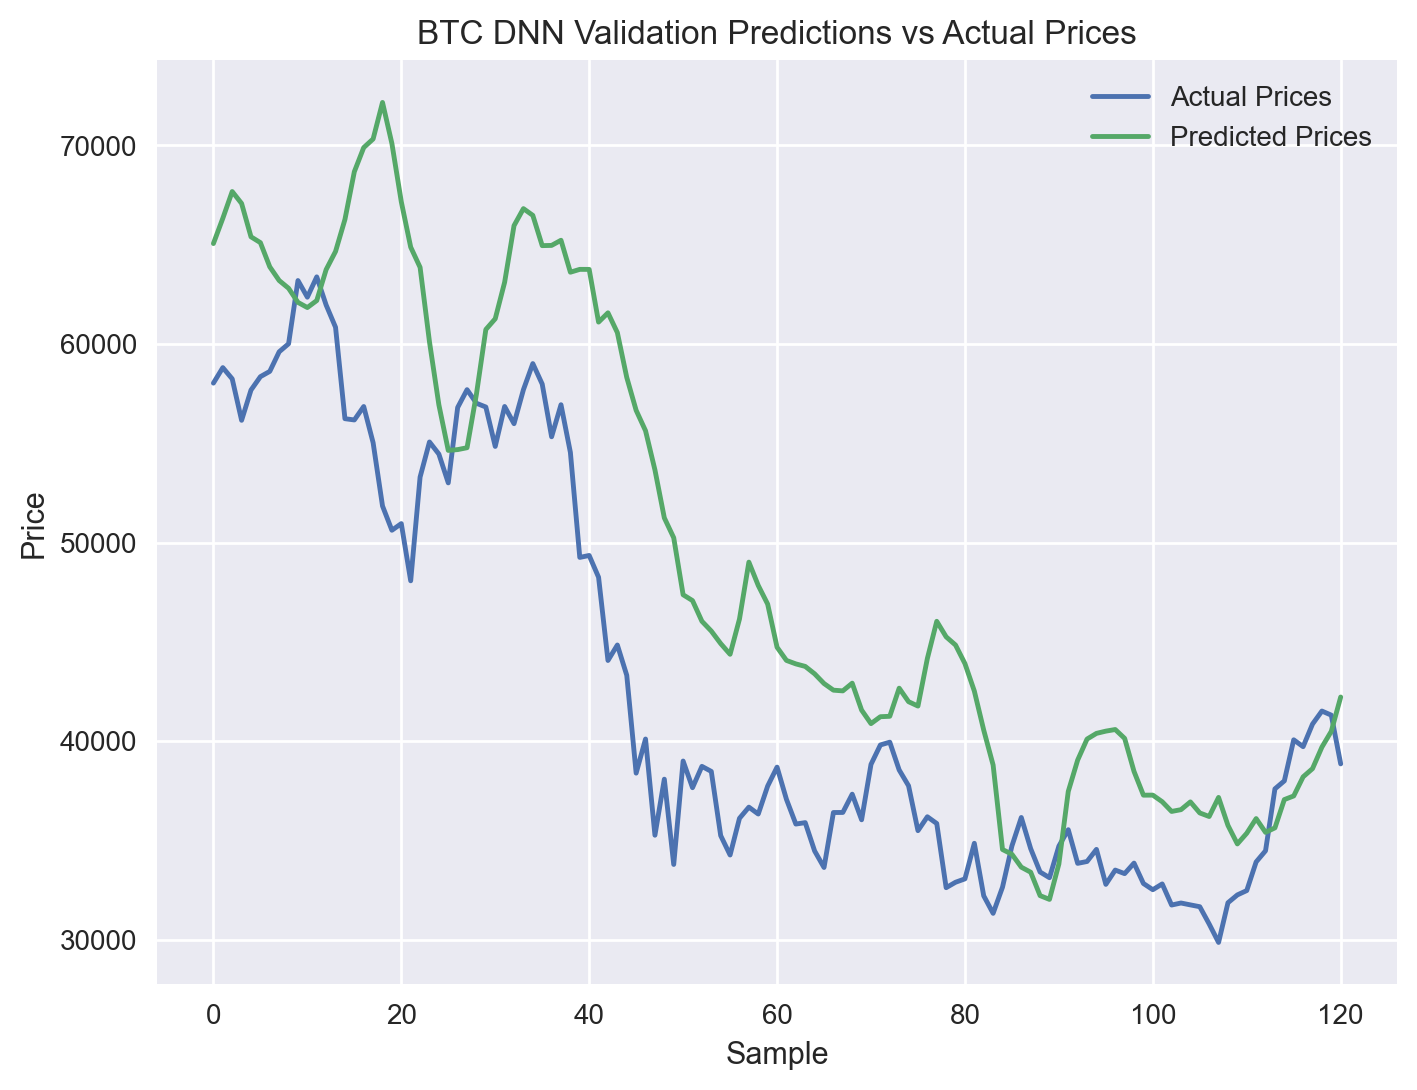 BTC DNN Validation Predictions vs Actual Prices
Actual Prices
Predicted Prices
70000
60000
50000
40000
30000
Price
0 20 40 60 80 100 120
Sample